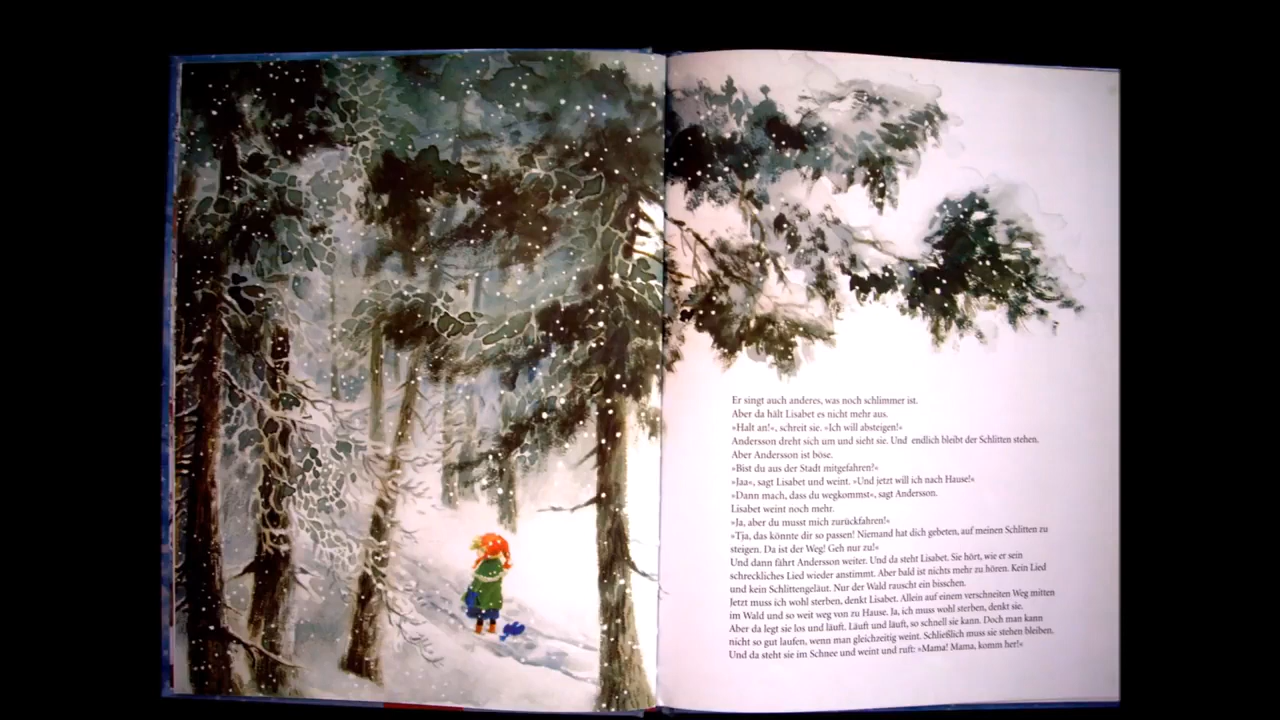 Er singt auch anderes, was noch schlimmer ist.
Aber da hält Lisabet es nicht mehr aus.
»Halt an!«, schreit sie. »Ich will absteigen!«
Andersson dreht sich um und sieht sie. Und endlich bleibt der Schlitten stehen.
Aber Andersson ist böse.
»Bist du aus der Stadt mitgefahren?«
»Jaa«, sagt Lisabet und weint. »Und jetzt will ich nach Hause!«
»Dann mach, dass du wegkommst«, sagt Andersson.
Lisabet weint noch mehr.
»Ja, aber du musst mich zurückfahren!«
»Tja, das könnte dir so passen! Niemand hat dich gebeten, auf meinen Schlitten zu
steigen. Da ist der Weg! Geh nur zu!«
Und dann fährt Andersson weiter. Und da steht Lisabet. Sie hört, wie er sein
schreckliches Lied wieder anstimmt. Aber bald ist nichts mehr zu hören. Kein Lied
und kein Schlittengeläut. Nur der Wald rauscht ein bisschen.
Jetzt muss ich wohl sterben, denkt Lisabet. Allein auf einem verschneiten Weg mitten
im Wald und so weit weg von zu Hause. Ja, ich muss wohl sterben, denkt sie.
Aber da legt sie los und läuft. Läuft und läuft, so schnell sie kann. Doch man kann
nicht so gut laufen, wenn man gleichzeitig weint. Schließlich muss sie stehen bleiben,
Und da steht sie im Schnee und weint und ruft: »Mama! Mama, komm her!«